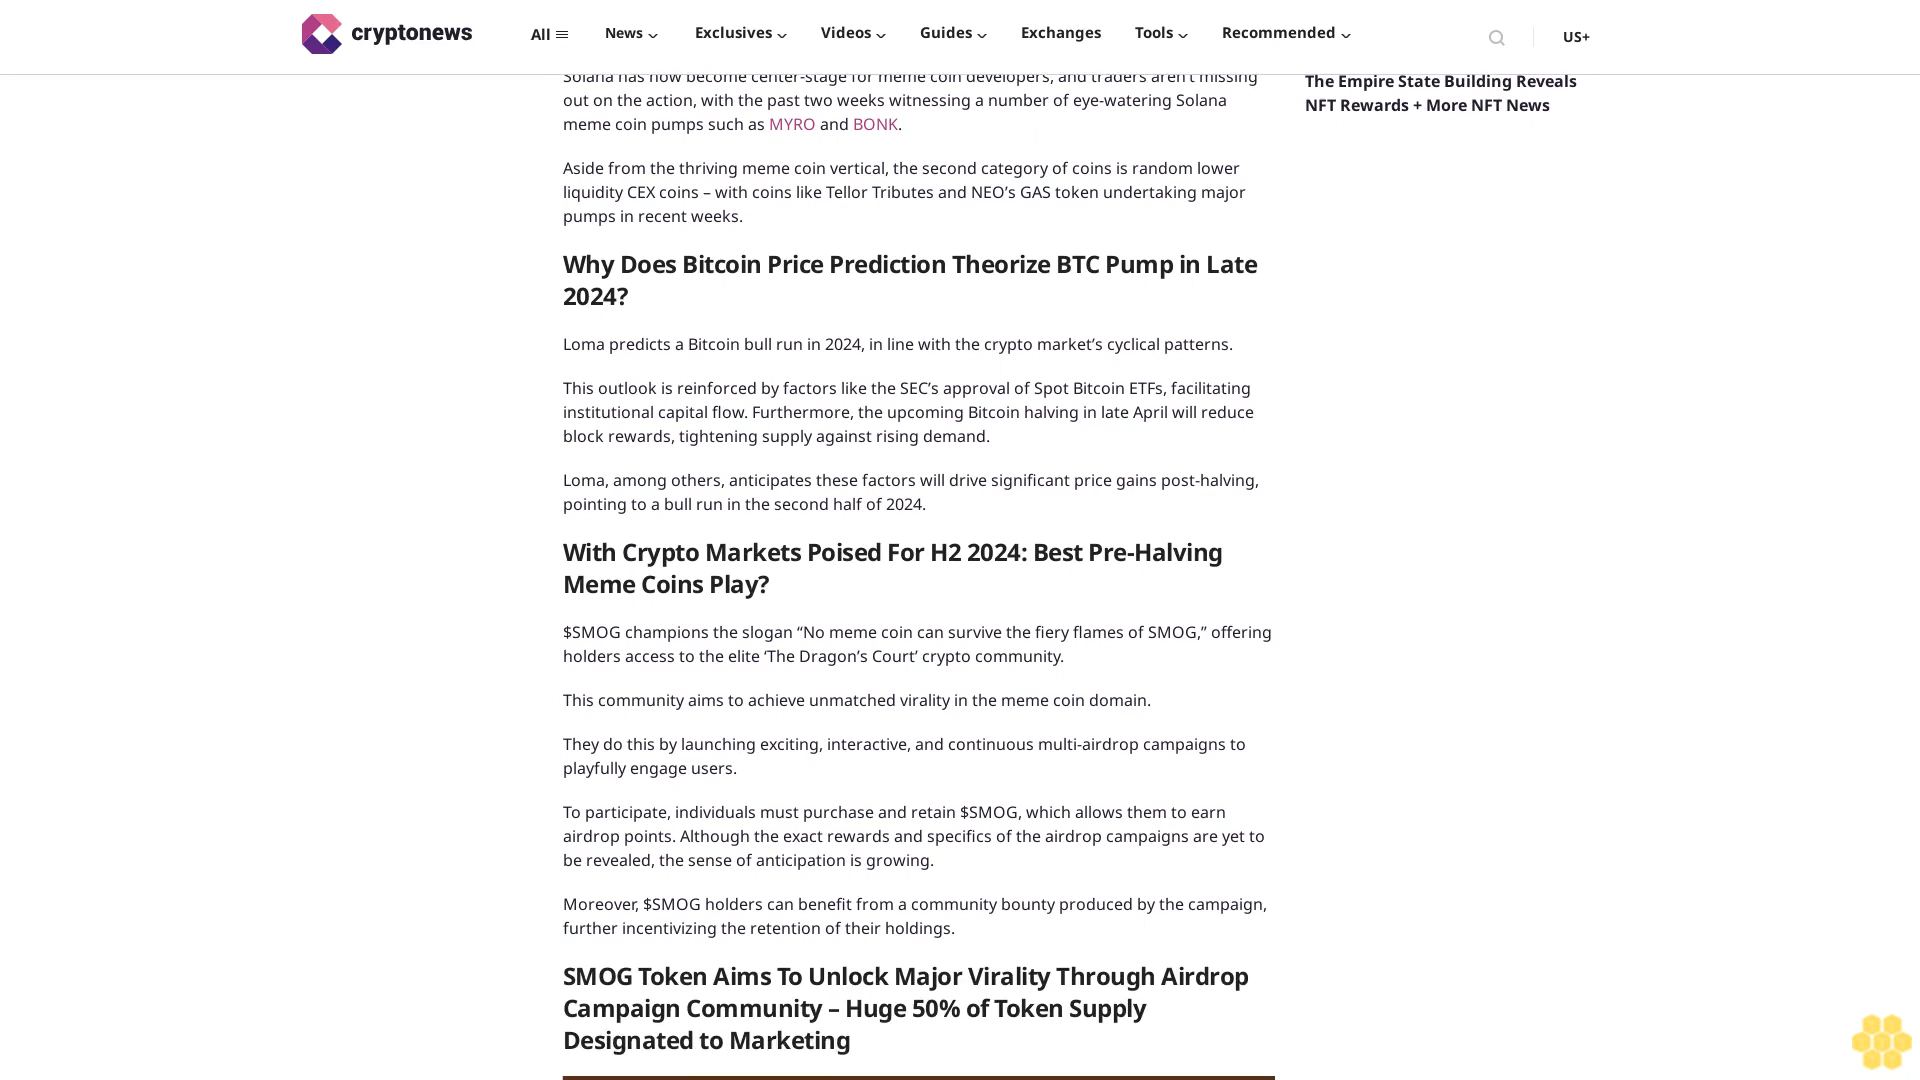 cryptonews
All
News
Exclusives
Videos
Guides
Exchanges
Tools
Recommended
US+
Solana has now become center-stage for meme coin developers, and traders aren't missing
out on the action, with the past two weeks witnessing a number of eye-watering Solana
meme coin pumps such as MYRO and BONK.
Aside from the thriving meme coin vertical, the second category of coins is random lower
liquidity CEX coins – with coins like Tellor Tributes and NEO’s GAS token undertaking major
pumps in recent weeks.
Why Does Bitcoin Price Prediction Theorize BTC Pump in Late
2024?
Loma predicts a Bitcoin bull run in 2024, in line with the crypto market’s cyclical patterns.
This outlook is reinforced by factors like the SEC’s approval of Spot Bitcoin ETFs, facilitating
institutional capital flow. Furthermore, the upcoming Bitcoin halving in late April will reduce
block rewards, tightening supply against rising demand.
Loma, among others, anticipates these factors will drive significant price gains post-halving,
pointing to a bull run in the second half of 2024.
With Crypto Markets Poised For H2 2024: Best Pre-Halving
Meme Coins Play?
$SMOG champions the slogan “No meme coin can survive the fiery flames of SMOG,” offering
holders access to the elite ‘The Dragon’s Court’ crypto community.
This community aims to achieve unmatched virality in the meme coin domain.
They do this by launching exciting, interactive, and continuous multi-airdrop campaigns to
playfully engage users.
To participate, individuals must purchase and retain $SMOG, which allows them to earn
airdrop points. Although the exact rewards and specifics of the airdrop campaigns are yet to
be revealed, the sense of anticipation is growing.
Moreover, $SMOG holders can benefit from a community bounty produced by the campaign,
further incentivizing the retention of their holdings.
SMOG Token Aims To Unlock Major Virality Through Airdrop
Campaign Community – Huge 50% of Token Supply
Designated to Marketing
The Empire State Building Reveals
NFT Rewards + More NFT News